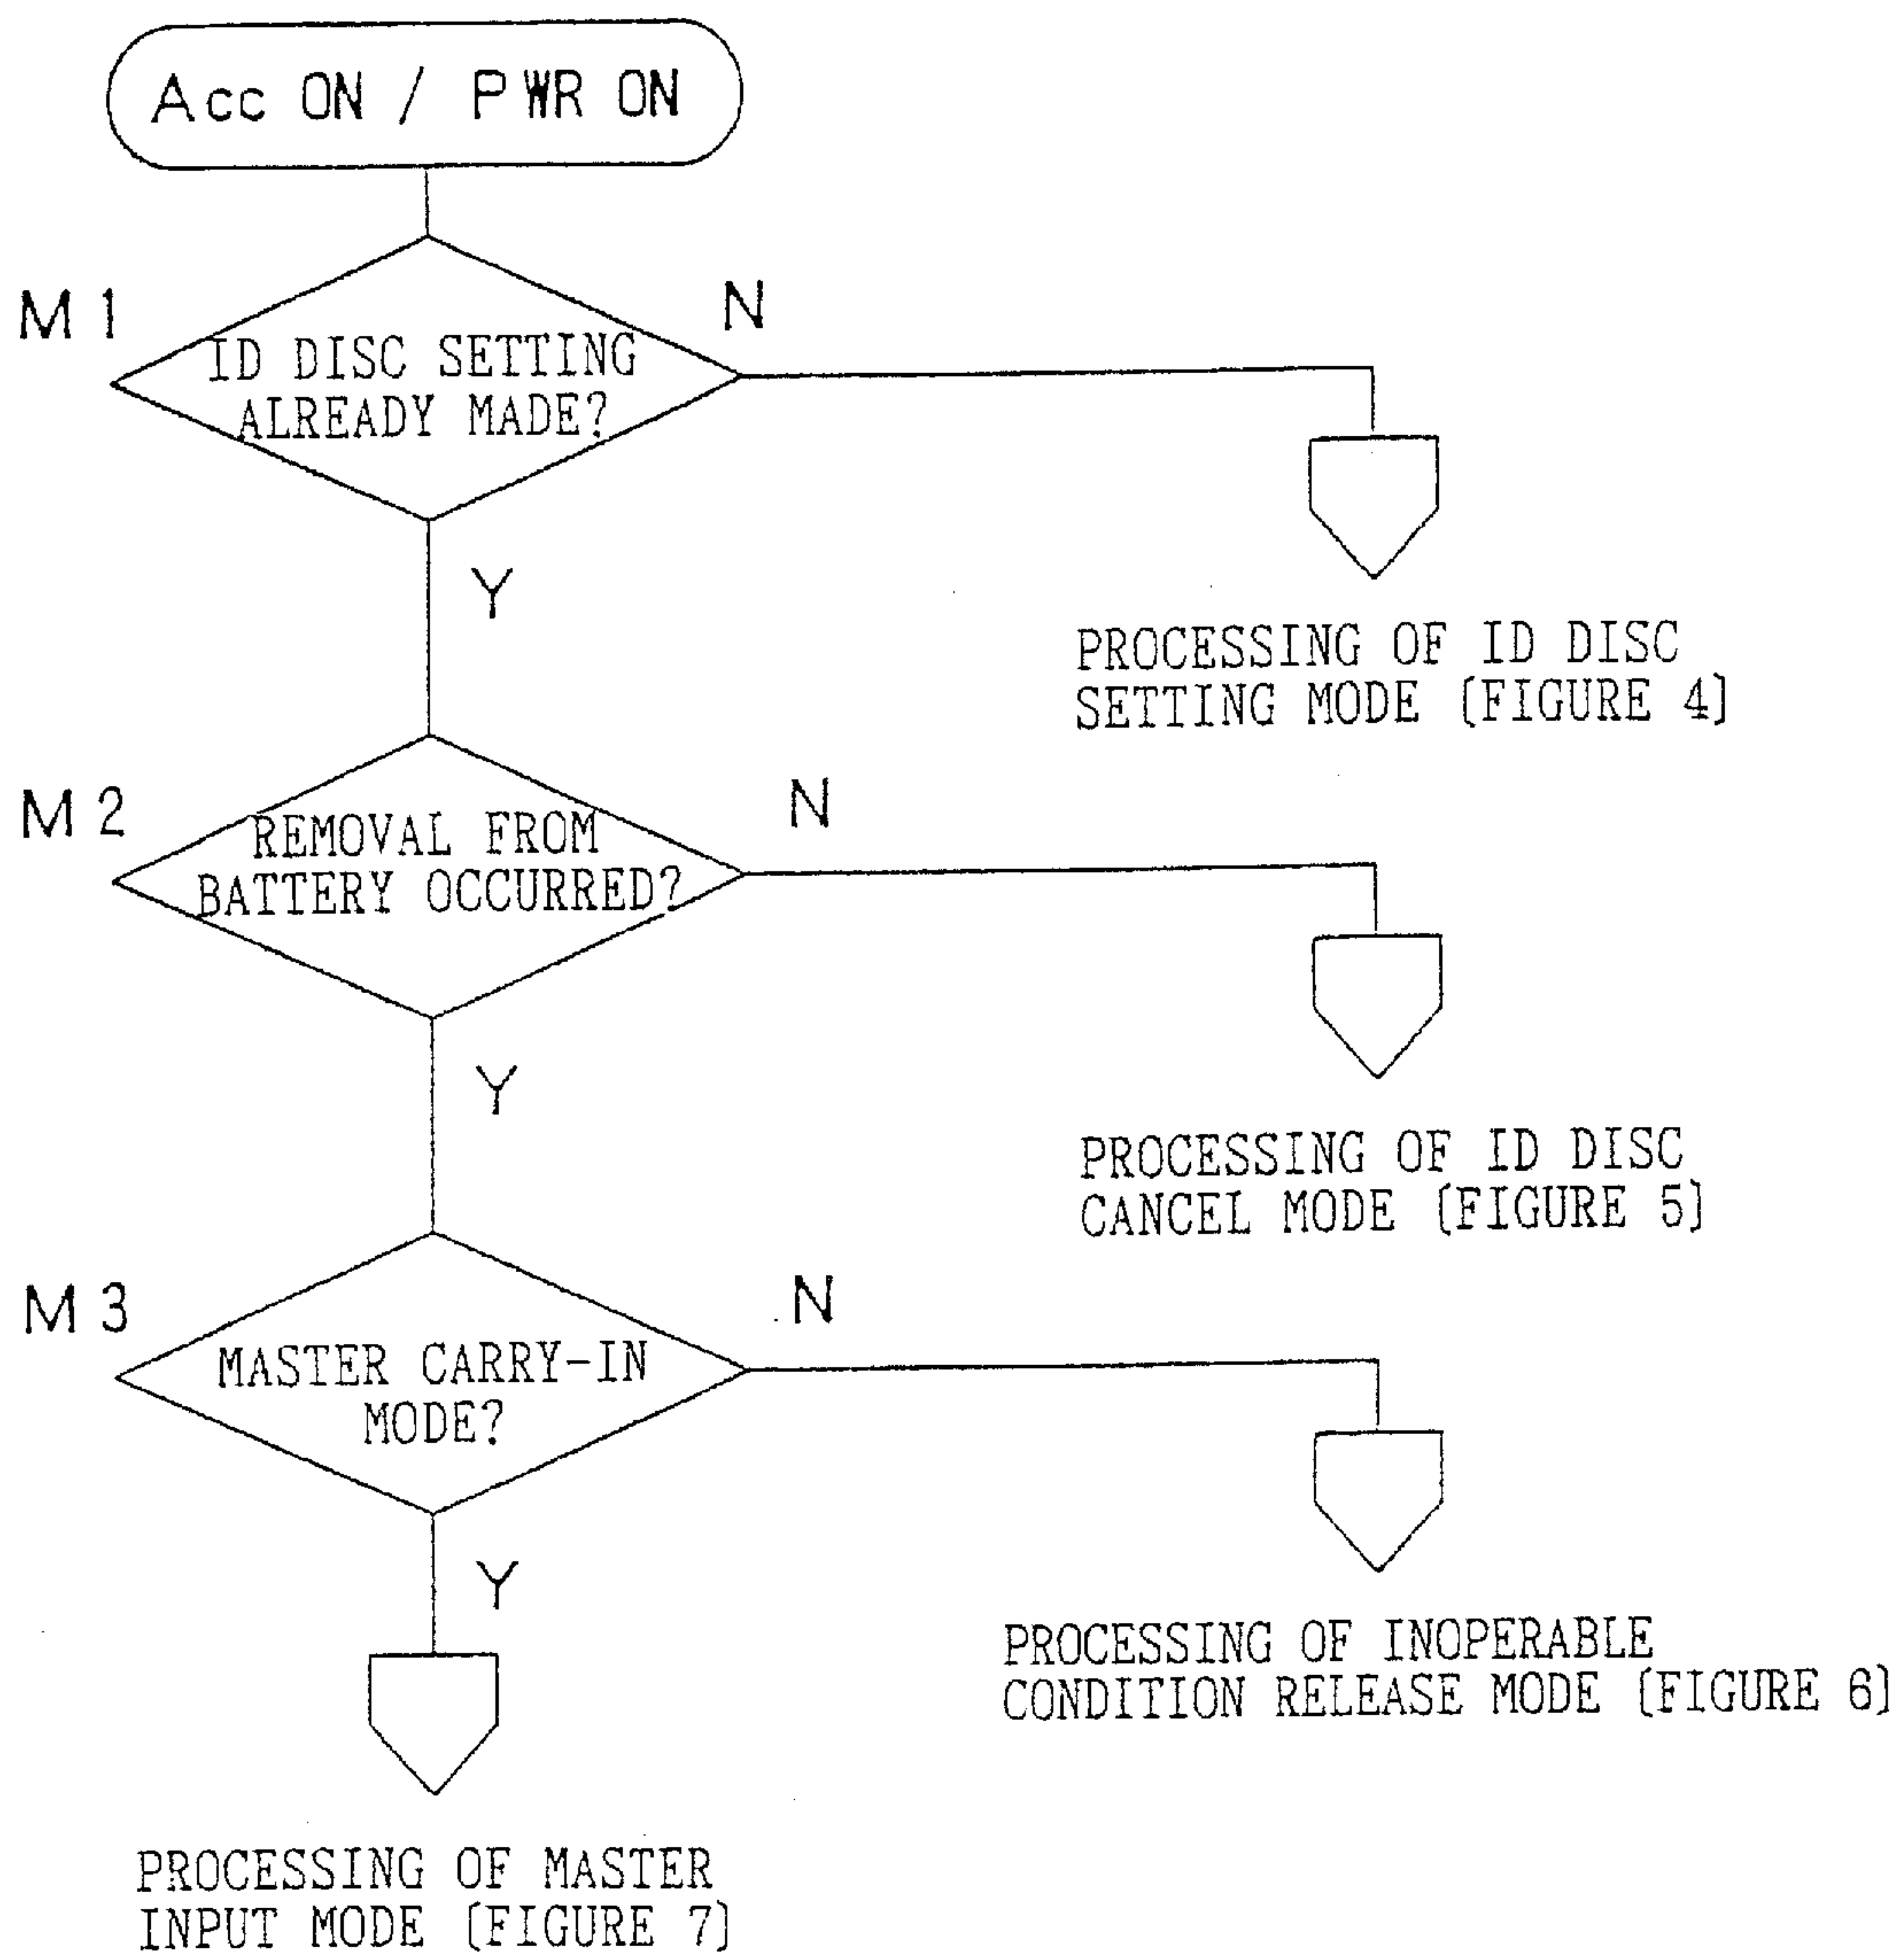 Acc ON / PWR ON
M1
N
ID DISC SETTING
ALREADY MADE?
Y
PROCESSING OF ID DISC
SETTING MODE (FIGURE 4)
M2
N
REMOVAL FROM
BATTERY OCCURRED?
Y
PROCESSING OF ID DISC
CANCEL MODE (FIGURE 5)
M3
N
MASTER CARRY-IN
MODE?
Y
PROCESSING OF INOPERABLE
CONDITION RELEASE MODE (FIGURE 6)
PROCESSING OF MASTER
INPUT MODE (FIGURE 7)